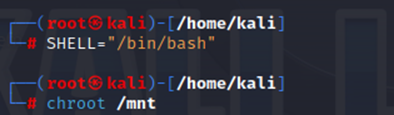 ┌──(root㉿kali)-[/home/kali]
└─# SHELL="/bin/bash"
┌──(root㉿kali)-[/home/kali]
└─# chroot /mnt